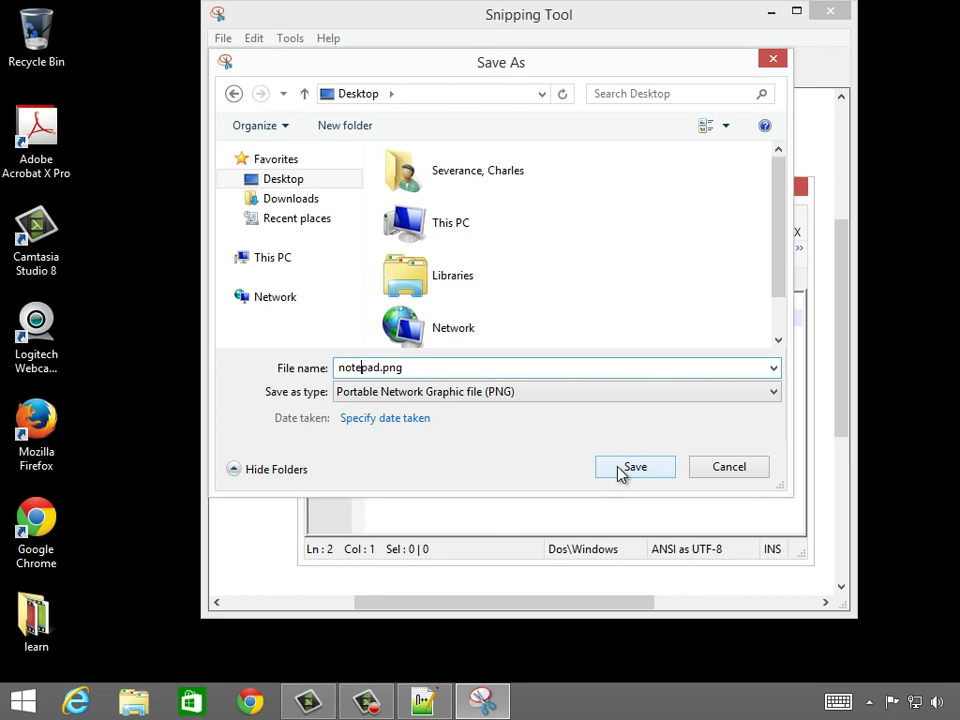 Snipping Tool
File Edit Tools Help
Save As
Desktop
Search Desktop
Organize New folder
Favorites
Desktop
Downloads
Recent places
This PC
Network
Severance, Charles
This PC
Libraries
Network
File name: notepad.png
Save as type: Portable Network Graphic file (PNG)
Date taken: Specify date taken
Hide Folders
Save
Cancel
X
Ln : 2 Col : 1 Sel : 0 | 0 Dos\Windows ANSI as UTF-8 INS
Recycle Bin
Adobe
Acrobat X Pro
Camtasia
Studio 8
Logitech
Webca...
Mozilla
Firefox
Google
Chrome
learn